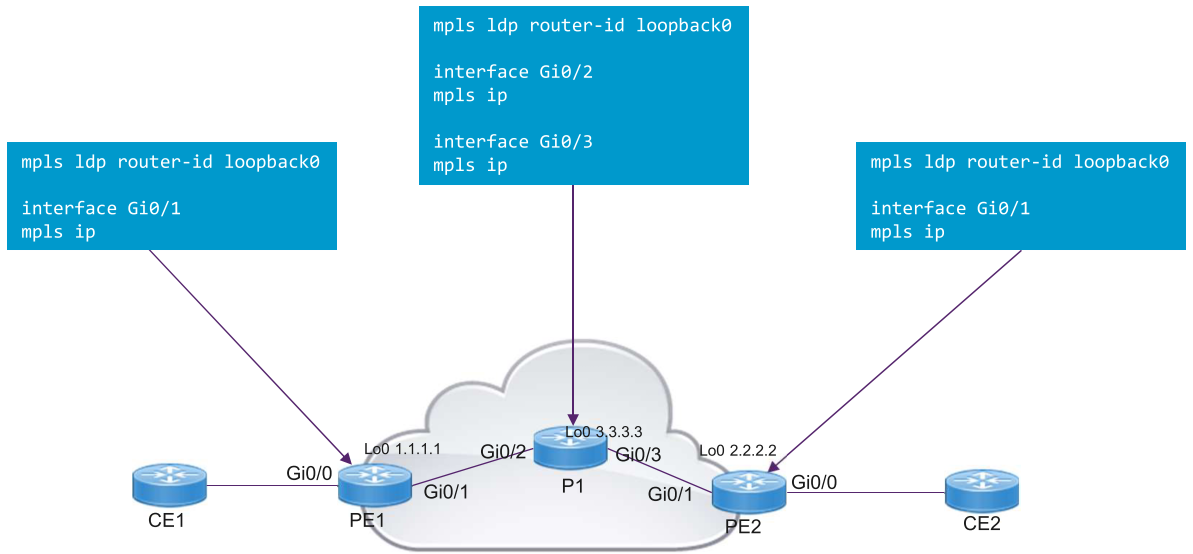 mpls ldp router-id loopback0
interface Gi0/2
mpls ip
interface Gi0/3
mpls ip
mpls ldp router-id loopback0
interface Gi0/1
mpls ip
mpls ldp router-id loopback0
interface Gi0/1
mpls ip
Lo0 1.1.1.1
Lo0 3.3.3.3
Lo0 2.2.2.2
Gi0/0
Gi0/1
Gi0/2
Gi0/3
Gi0/1
Gi0/0
CE1
PE1
P1
PE2
CE2